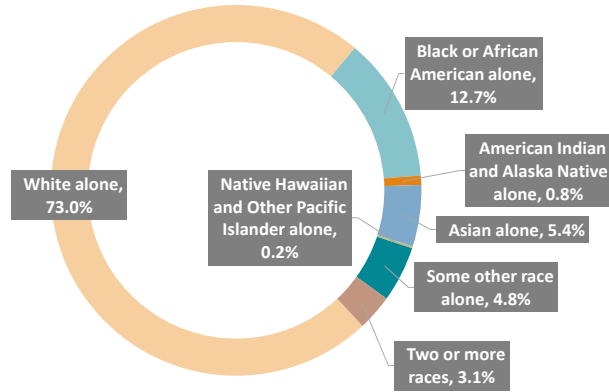 Black or African
American alone,
12.7%
American Indian
and Alaska Native
alone, 0.8%
White alone,
73.0%
Native Hawaiian
and Other Pacific
Islander alone,
0.2%
Asian alone, 5.4%
Some other race
alone, 4.8%
Two or more
races, 3.1%